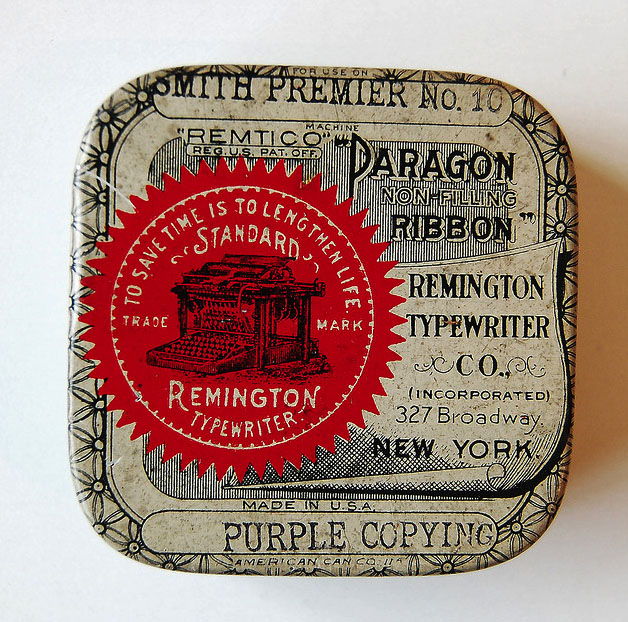 FOR USE ON
SMITH PREMIER No. 10
MACHINE
"REMTICO"
REG. U.S. PAT. OFF.
"PARAGON
NON-FILLING
RIBBON"
TO SAVE TIME IS TO LENGTHEN LIFE.
STANDARD
TRADE MARK
REMINGTON
TYPEWRITER.
REMINGTON
TYPEWRITER
CO.,
(INCORPORATED)
327 Broadway
NEW YORK.
MADE IN U.S.A.
PURPLE COPYING
AMERICAN CAN CO.